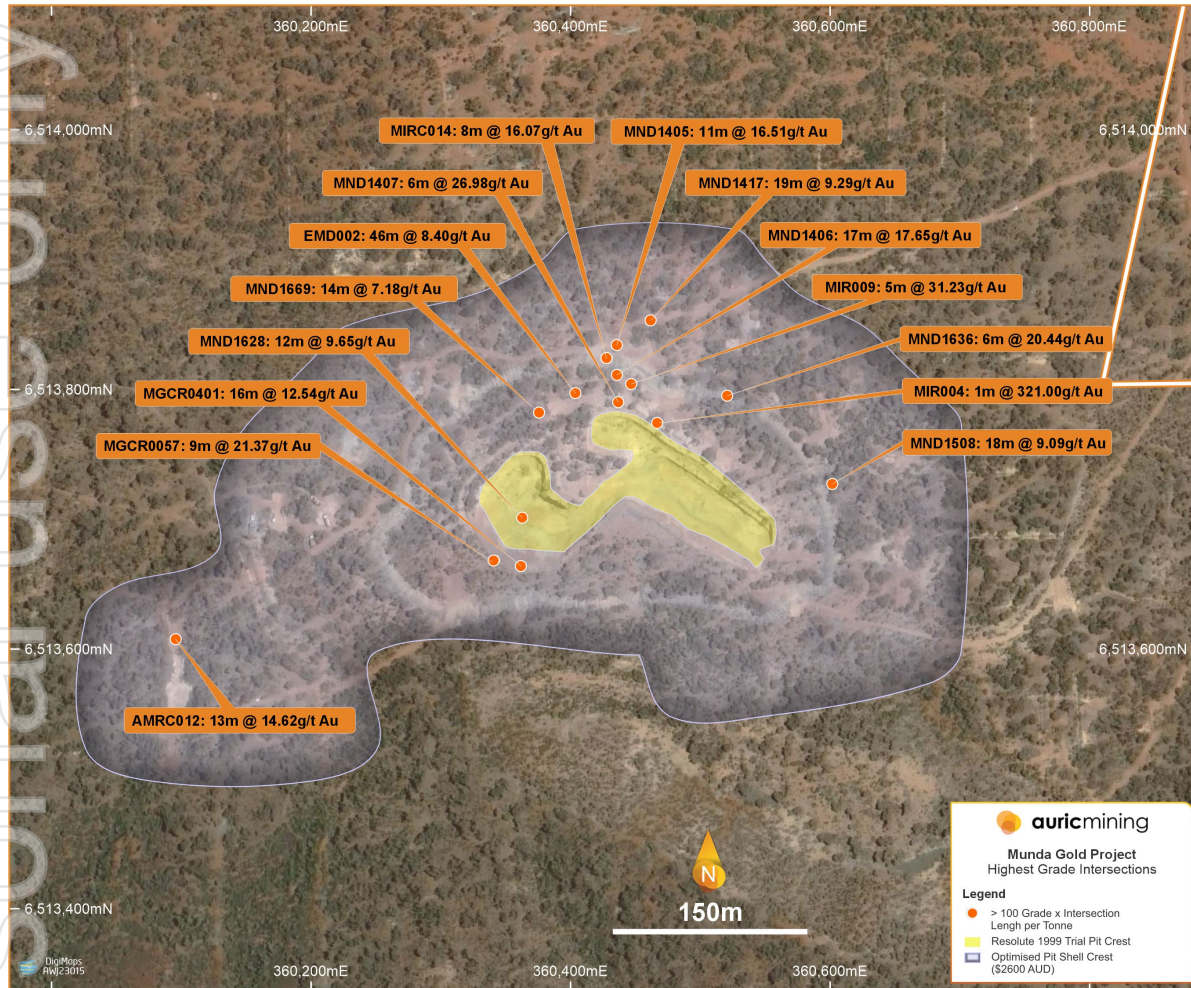 360,200mE
360,400mE
360,600mE
360,800mE
6,514,000mN
6,514,000mN
MIRC014: 8m @ 16.07g/t Au
MND1405: 11m @ 16.51g/t Au
MND1407: 6m @ 26.98g/t Au
MND1417: 19m @ 9.29g/t Au
EMD002: 46m @ 8.40g/t Au
MND1406: 17m @ 17.65g/t Au
MND1669: 14m @ 7.18g/t Au
MIR009: 5m @ 31.23g/t Au
MND1628: 12m @ 9.65g/t Au
MND1636: 6m @ 20.44g/t Au
6,513,800mN
MGCR0401: 16m @ 12.54g/t Au
MIR004: 1m @ 321.00g/t Au
MGCR0057: 9m @ 21.37g/t Au
MND1508: 18m @ 9.09g/t Au
6,513,600mN
6,513,600mN
AMRC012: 13m @ 14.62g/t Au
N
150m
6,513,400mN
auricmining
Munda Gold Project
Highest Grade Intersections
Legend
> 100 Grade x Intersection
Lengh per Tonne
Resolute 1999 Trial Pit Crest
Optimised Pit Shell Crest
($2600 AUD)
DigiMaps
AWJ23015
360,200mE
360,400mE
360,600mE